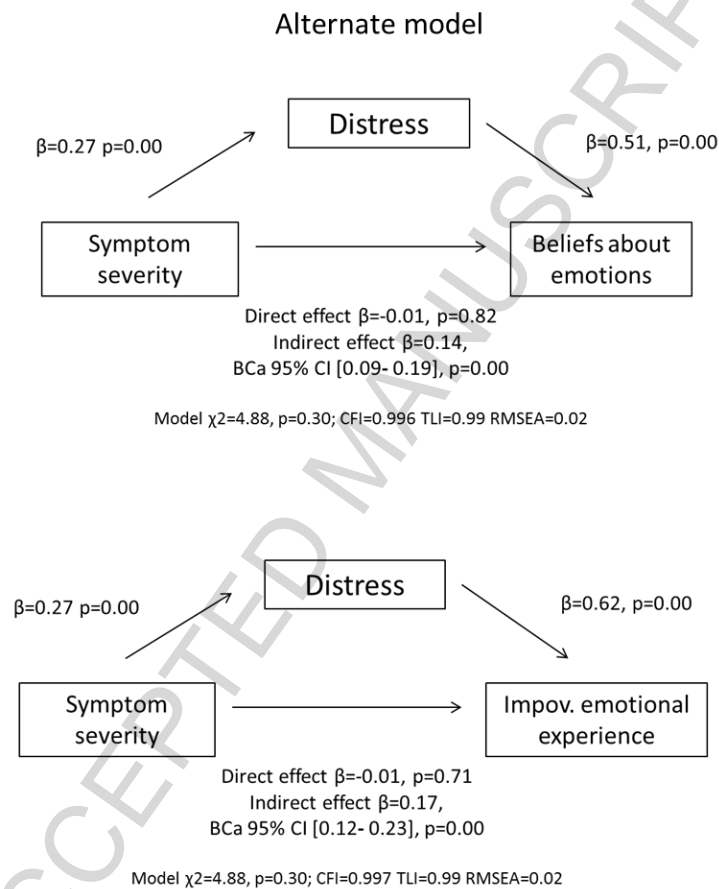 Alternate model
Distress
β=0.27 p=0.00
β=0.51, p=0.00
Symptom
severity
Beliefs about
emotions
Direct effect β=-0.01, p=0.82
Indirect effect β=0.14,
BCa 95% CI [0.09- 0.19], p=0.00
Model χ2=4.88, p=0.30; CFI=0.996 TLI=0.99 RMSEA=0.02
Distress
β=0.27 p=0.00
β=0.62, p=0.00
Symptom
severity
Impov. emotional
experience
Direct effect β=-0.01, p=0.71
Indirect effect β=0.17,
BCa 95% CI [0.12- 0.23], p=0.00
Model χ2=4.88, p=0.30; CFI=0.997 TLI=0.99 RMSEA=0.02
CCEPTED MANUSCRIP